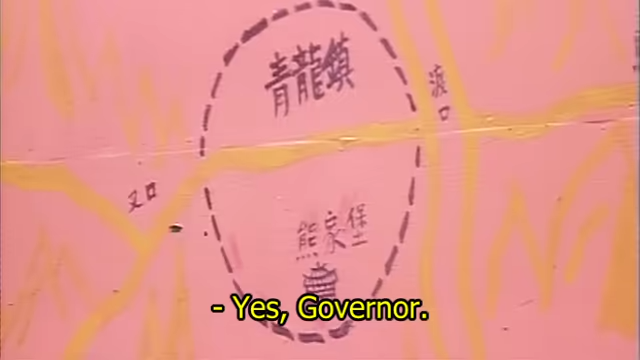 青龍鎮
渡口
叉口
熊家堡
- Yes, Governor.